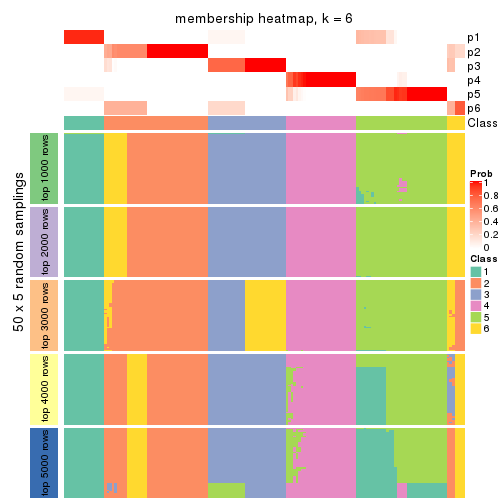 membership heatmap, k = 6
p1
p2
p3
p4
p5
p6
Class
50 x 5 random samplings
top 1000 rows
top 2000 rows
top 3000 rows
top 4000 rows
top 5000 rows
Prob
1
0.8
0.6
0.4
0.2
0
Class
1
2
3
4
5
6